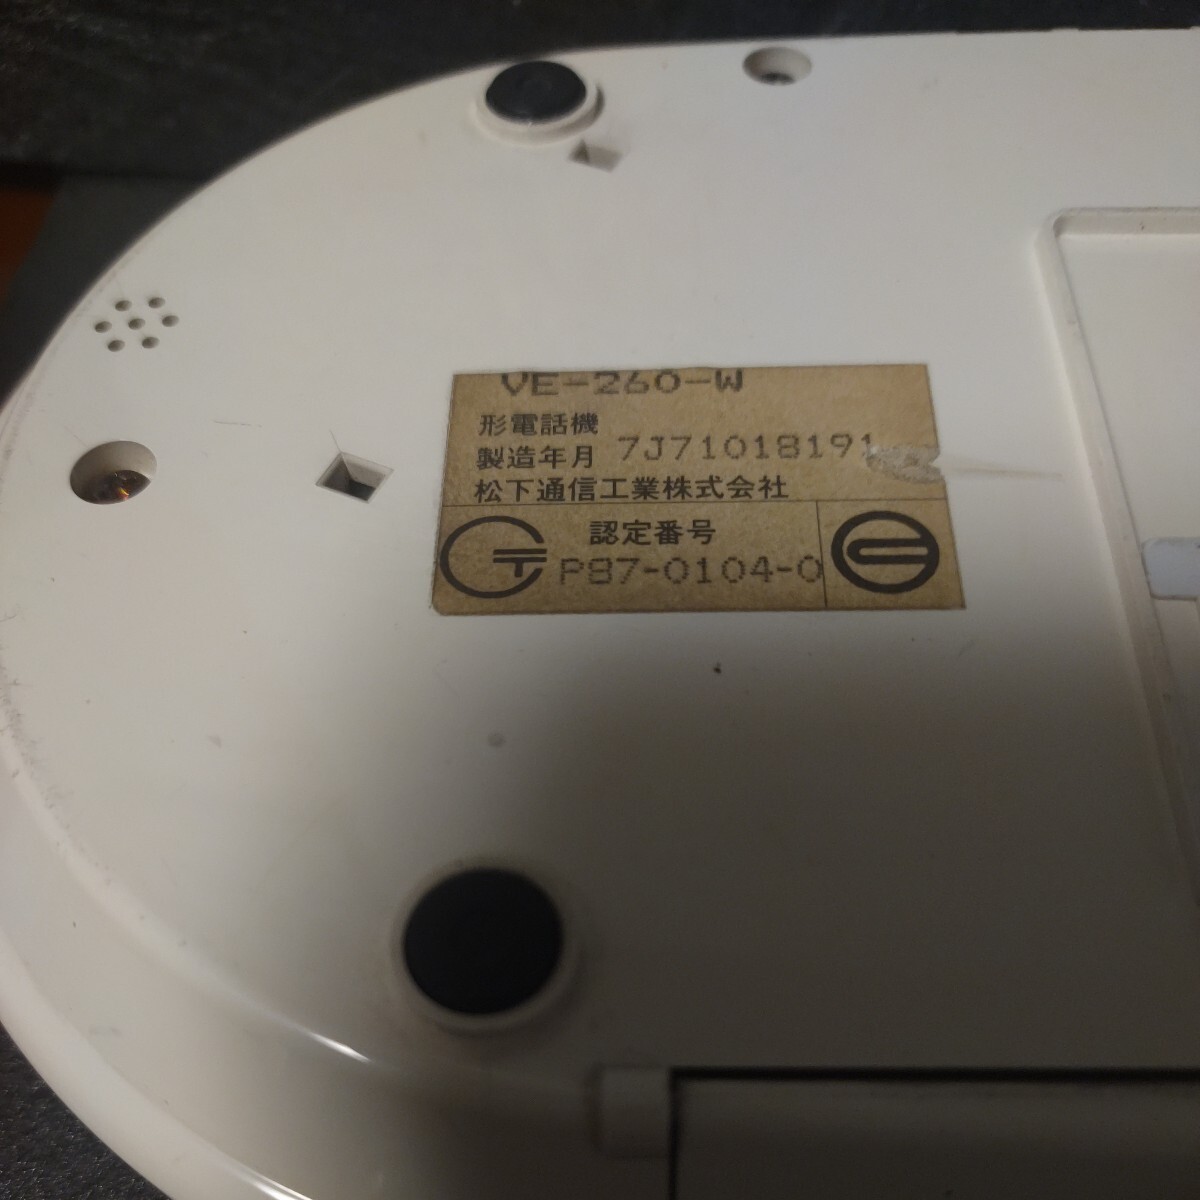 VE-260-W
形電話機
製造年月 7J71018191
松下通信工業株式会社
認定番号
P87-0104-0